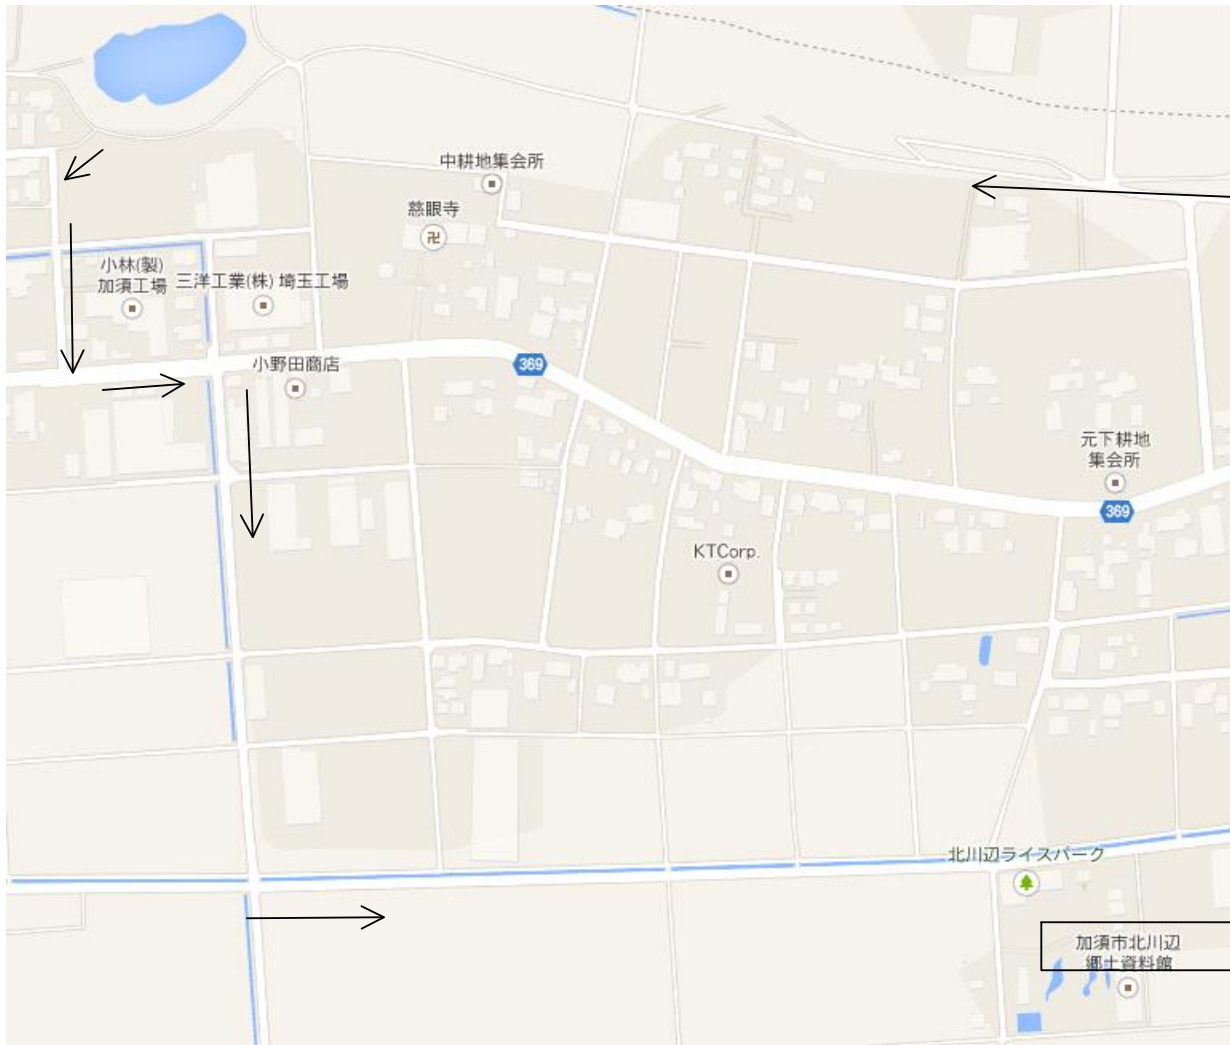 中耕地集会所
慈眼寺
小林(製)
加須工場
三洋工業(株) 埼玉工場
小野田商店
369
元下耕地
集会所
369
KTCorp.
北川辺ライスパーク
加須市北川辺
郷土資料館